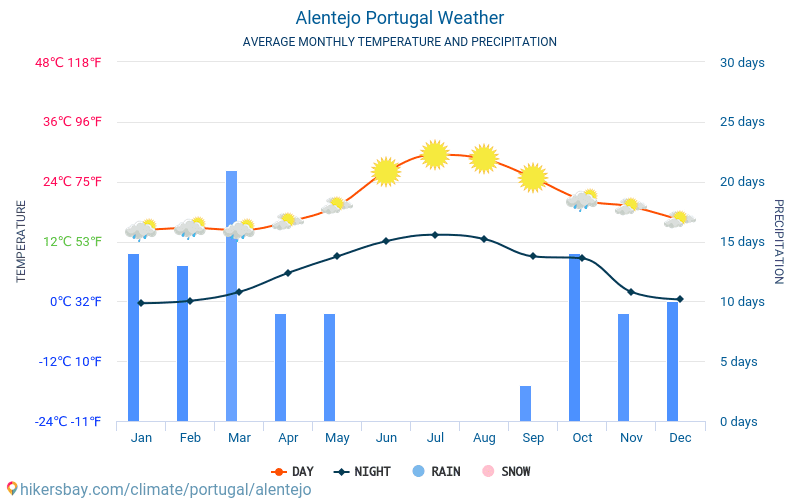 Alentejo Portugal Weather
AVERAGE MONTHLY TEMPERATURE AND PRECIPITATION
48°C 118°F
30 days
36°C 96°F
25 days
24°C 75°F
20 days
12°C 53°F
15 days
0°C 32°F
10 days
-12°C 10°F
5 days
-24°C -11°F
0 days
TEMPERATURE
PRECIPITATION
Jan Feb Mar Apr May Jun Jul Aug Sep Oct Nov Dec
DAY NIGHT RAIN SNOW
hikersbay.com/climate/portugal/alentejo